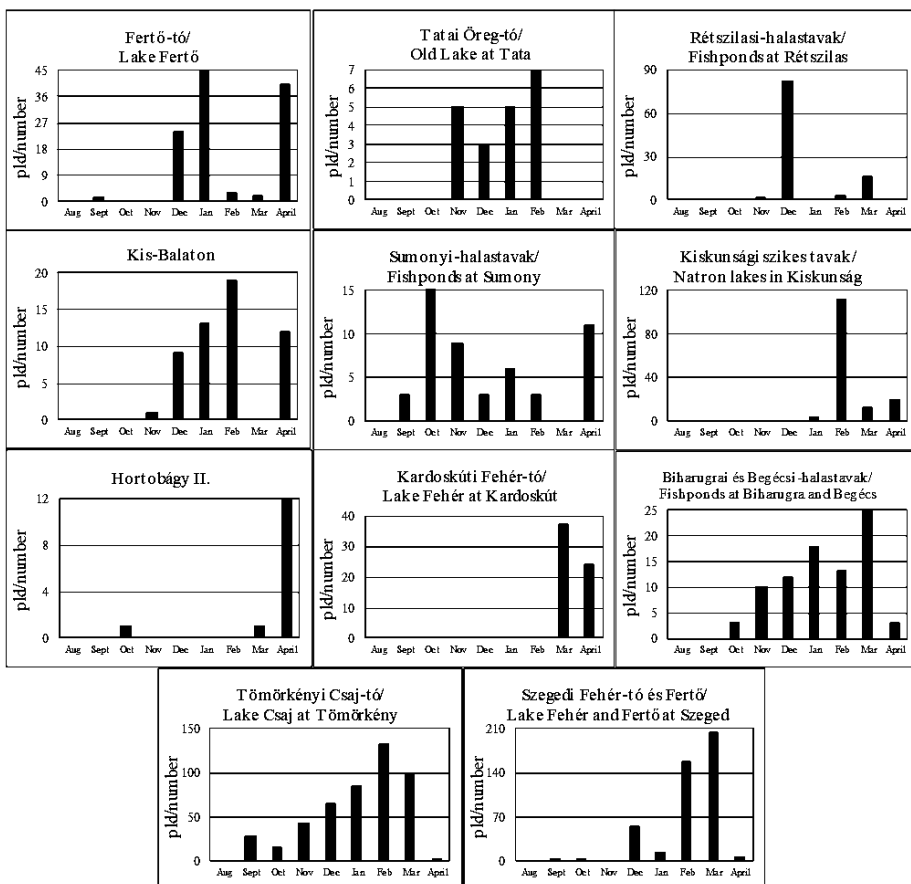 Fertő-tó/
Lake Fertő
pld/number
45
36
27
18
9
0
Aug Sept Oct Nov Dec Jan Feb Mar April
Tatai Öreg-tó/
Old Lake at Tata
pld/number
7
6
5
4
3
2
1
0
Aug Sept Oct Nov Dec Jan Feb Mar April
Rétszilasi-halastavak/
Fishponds at Rétszilas
pld/number
90
60
30
0
Aug Sept Oct Nov Dec Jan Feb Mar April
Kis-Balaton
pld/number
20
15
10
5
0
Aug Sept Oct Nov Dec Jan Feb Mar April
Sumonyi-halastavak/
Fishponds at Sumony
pld/number
15
10
5
0
Aug Sept Oct Nov Dec Jan Feb Mar April
Kiskunsági szikes tavak/
Natron lakes in Kiskunság
pld/number
120
80
40
0
Aug Sept Oct Nov Dec Jan Feb Mar April
Hortobágy II.
pld/number
12
8
4
0
Aug Sept Oct Nov Dec Jan Feb Mar April
Kardoskúti Fehér-tó/
Lake Fehér at Kardoskút
pld/number
40
30
20
10
0
Aug Sept Oct Nov Dec Jan Feb Mar April
Biharugrai és Begécsi-halastavak/
Fishponds at Biharugra and Begécs
pld/number
25
20
15
10
5
0
Aug Sept Oct Nov Dec Jan Feb Mar April
Tömörkényi Csaj-tó/
Lake Csaj at Tömörkény
pld/number
150
100
50
0
Aug Sept Oct Nov Dec Jan Feb Mar April
Szegedi Fehér-tó és Fertő/
Lake Fehér and Fertő at Szeged
pld/number
210
140
70
0
Aug Sept Oct Nov Dec Jan Feb Mar April